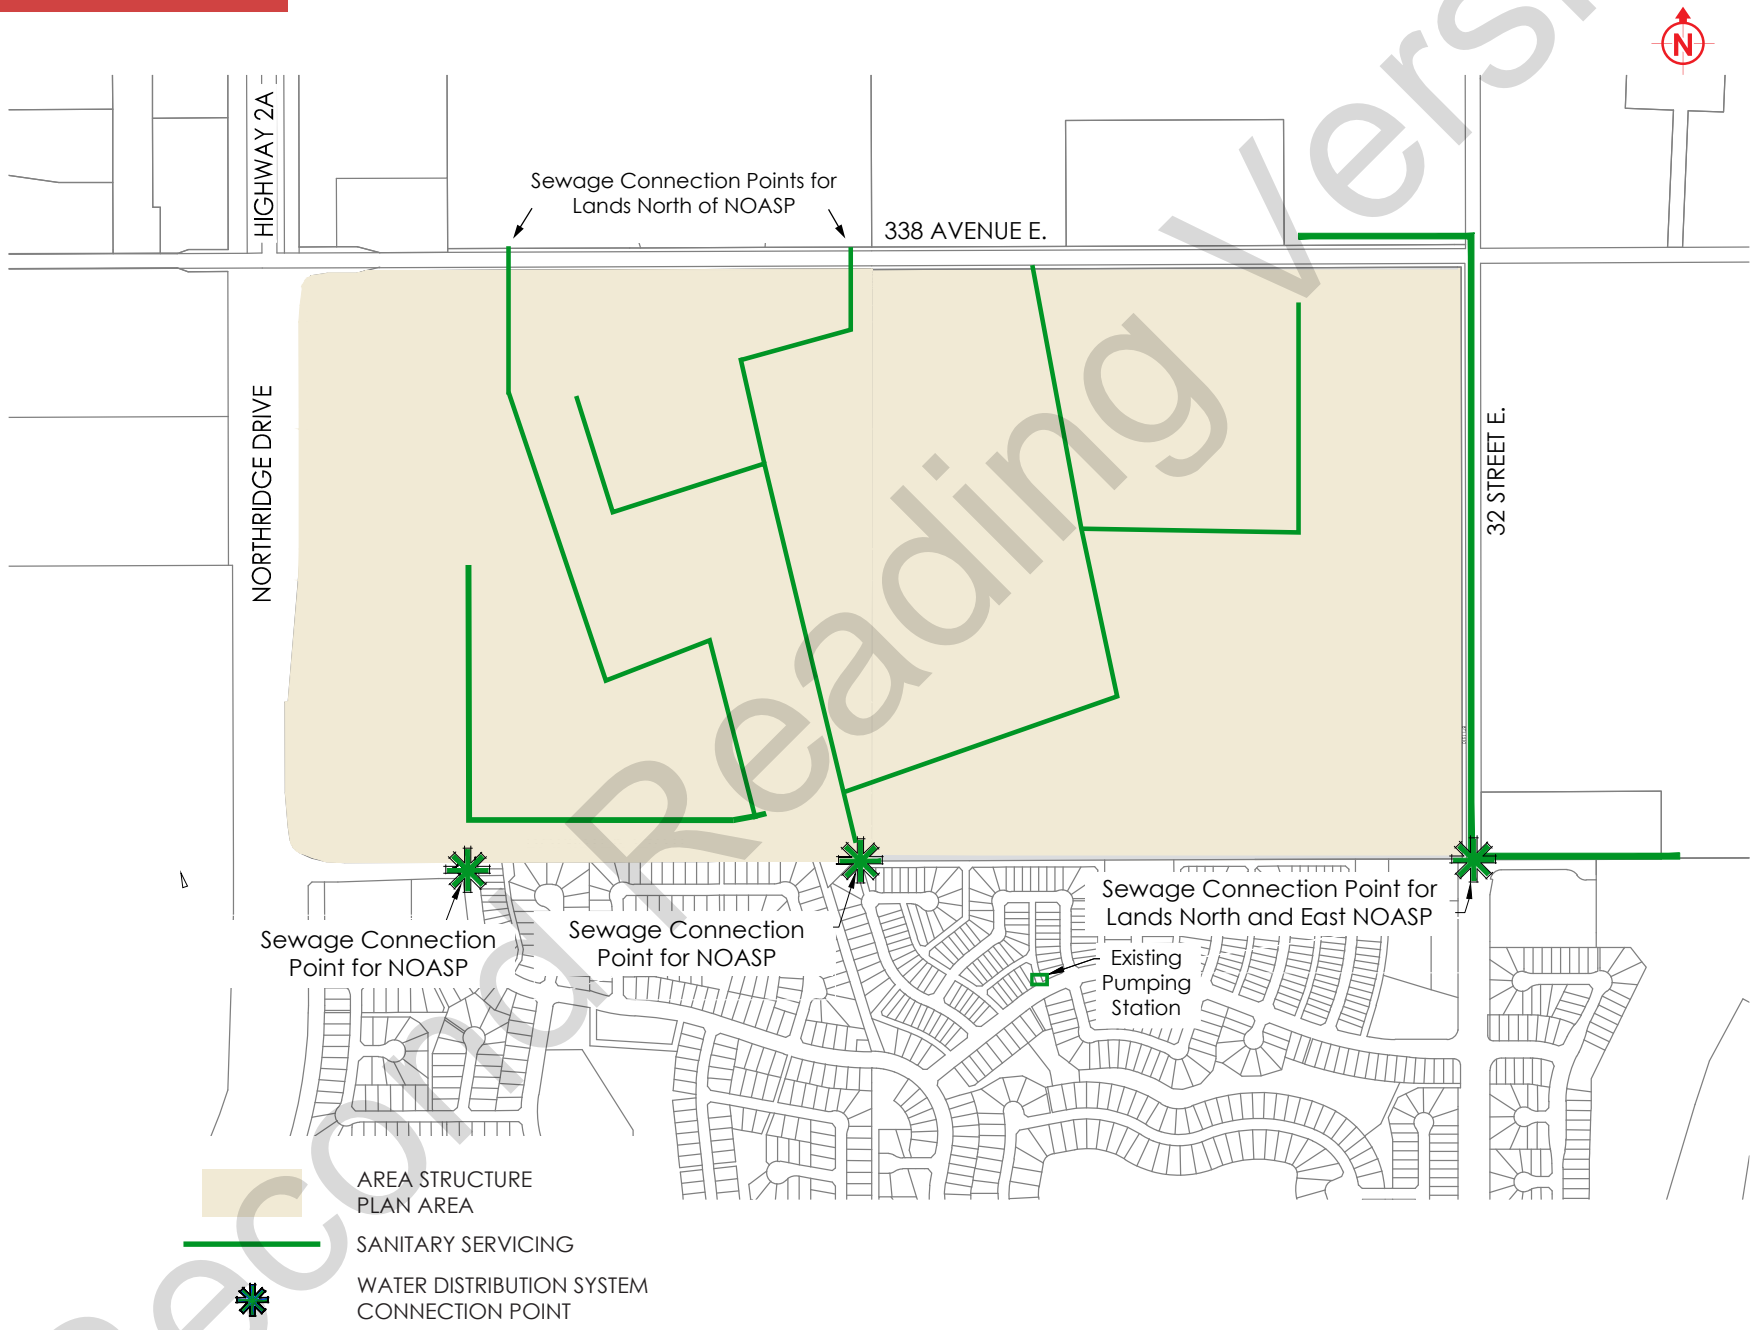 N
HIGHWAY 2A
Sewage Connection Points for
Lands North of NOASP
338 AVENUE E.
NORTHRIDGE DRIVE
32 STREET E.
Sewage Connection
Point for NOASP
Sewage Connection
Point for NOASP
Sewage Connection Point for
Lands North and East NOASP
Existing
Pumping
Station
AREA STRUCTURE
PLAN AREA
SANITARY SERVICING
WATER DISTRIBUTION SYSTEM
CONNECTION POINT
Second Reading Vers